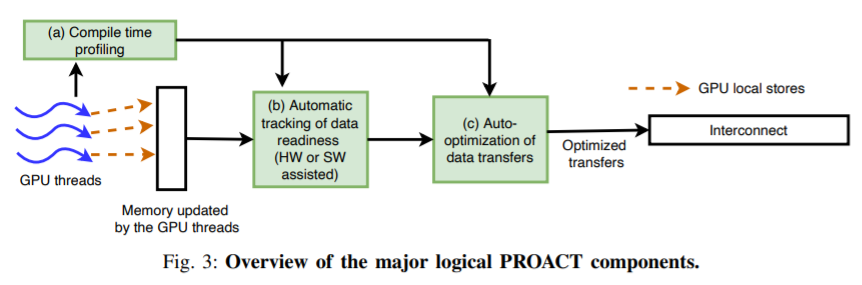 (a) Compile time
profiling
GPU threads
Memory updated
by the GPU threads
(b) Automatic
tracking of data
readiness
(HW or SW
assisted)
(c) Auto-
optimization of
data transfers
Optimized
transfers
GPU local stores
Interconnect
Fig. 3: Overview of the major logical PROACT components.